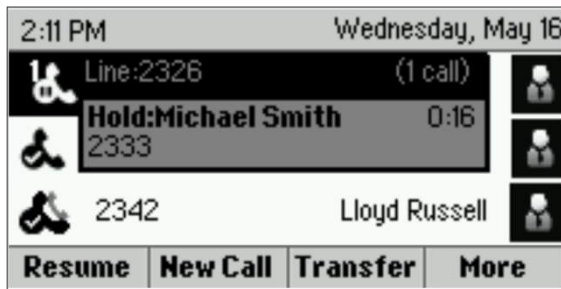 2:11 PM Wednesday, May 16
1
Line:2326 (1 call)
Hold:Michael Smith 0:16
2333
2342 Lloyd Russell
Resume New Call Transfer More